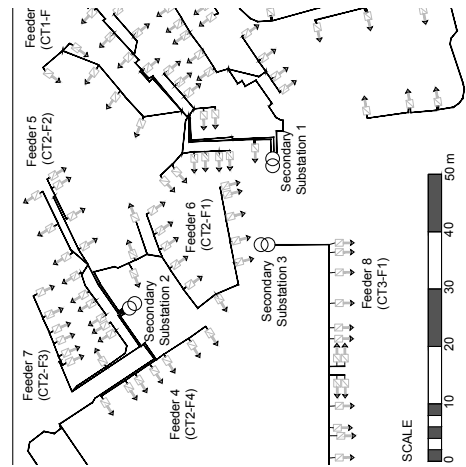 Feeder
(CT1-F
Feeder 5
(CT2-F2)
Secondary
Substation 1
Feeder 6
(CT2-F1)
Secondary
Substation 2
Secondary
Substation 3
Feeder 7
(CT2-F3)
Feeder 4
(CT2-F4)
Feeder 8
(CT3-F1)
SCALE
0
10
20
30
40
50 m